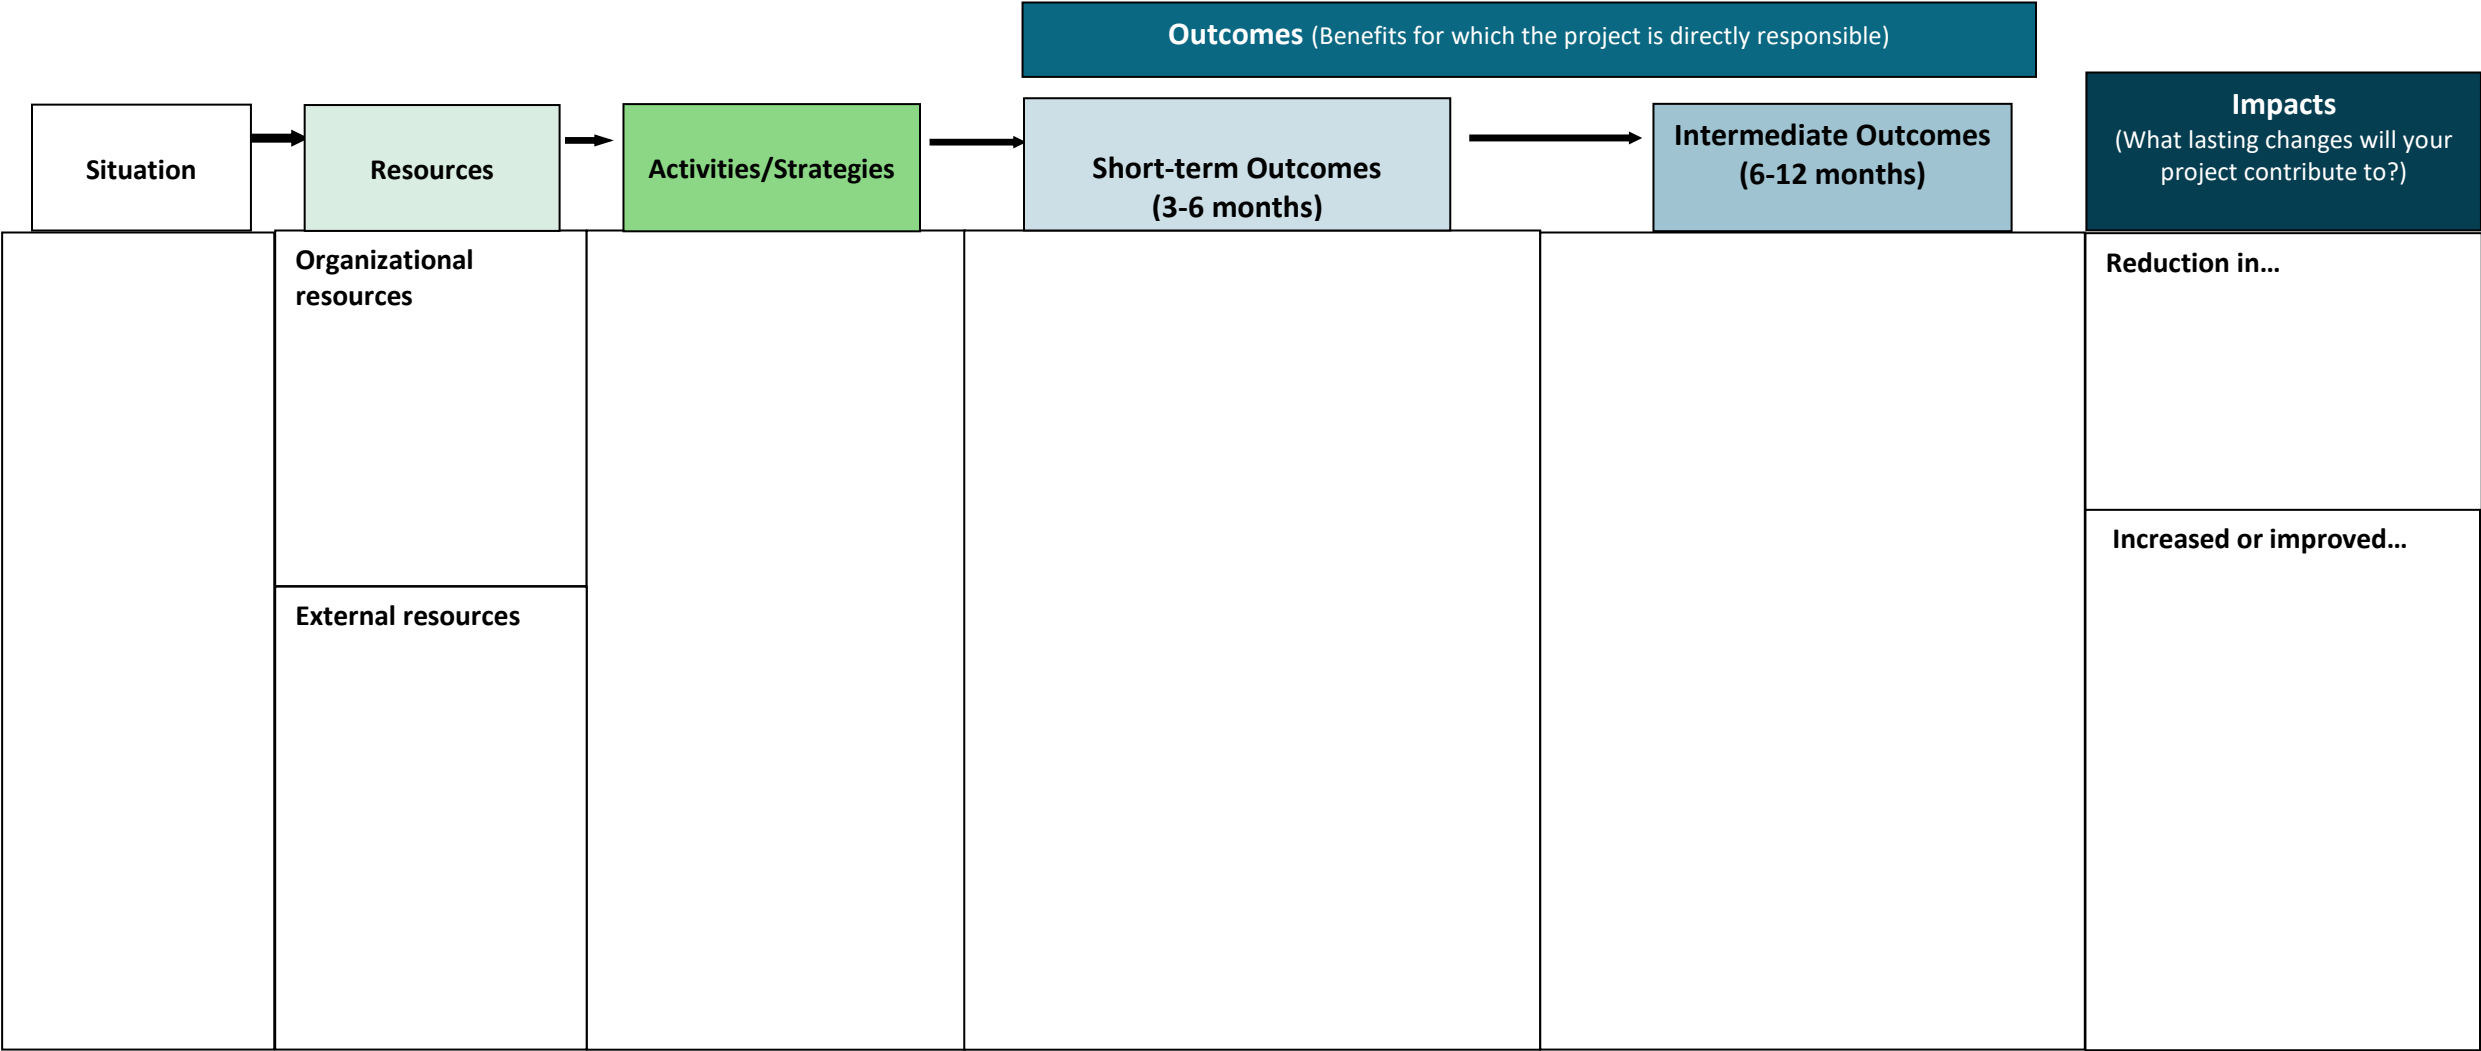 Outcomes (Benefits for which the project is directly responsible)
Situation
Resources
Activities/Strategies
Short-term Outcomes
(3-6 months)
Intermediate Outcomes
(6-12 months)
Impacts
(What lasting changes will your
project contribute to?)
Organizational
resources
External resources
Reduction in…
Increased or improved…